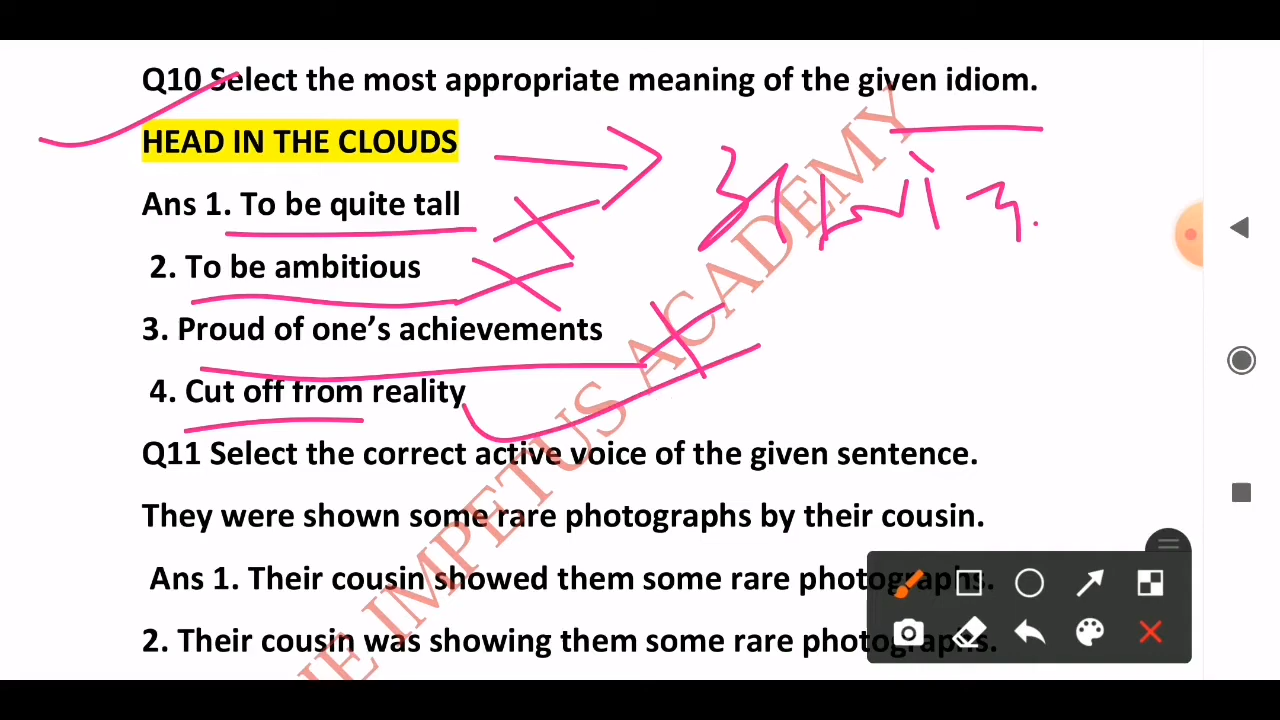 Q10 Select the most appropriate meaning of the given idiom.
HEAD IN THE CLOUDS
Ans 1. To be quite tall
2. To be ambitious
3. Proud of one’s achievements
4. Cut off from reality
Q11 Select the correct active voice of the given sentence.
They were shown some rare photographs by their cousin.
Ans 1. Their cousin showed them some rare photographs.
2. Their cousin was showing them some rare photographs.
IMPETUS ACADEMY